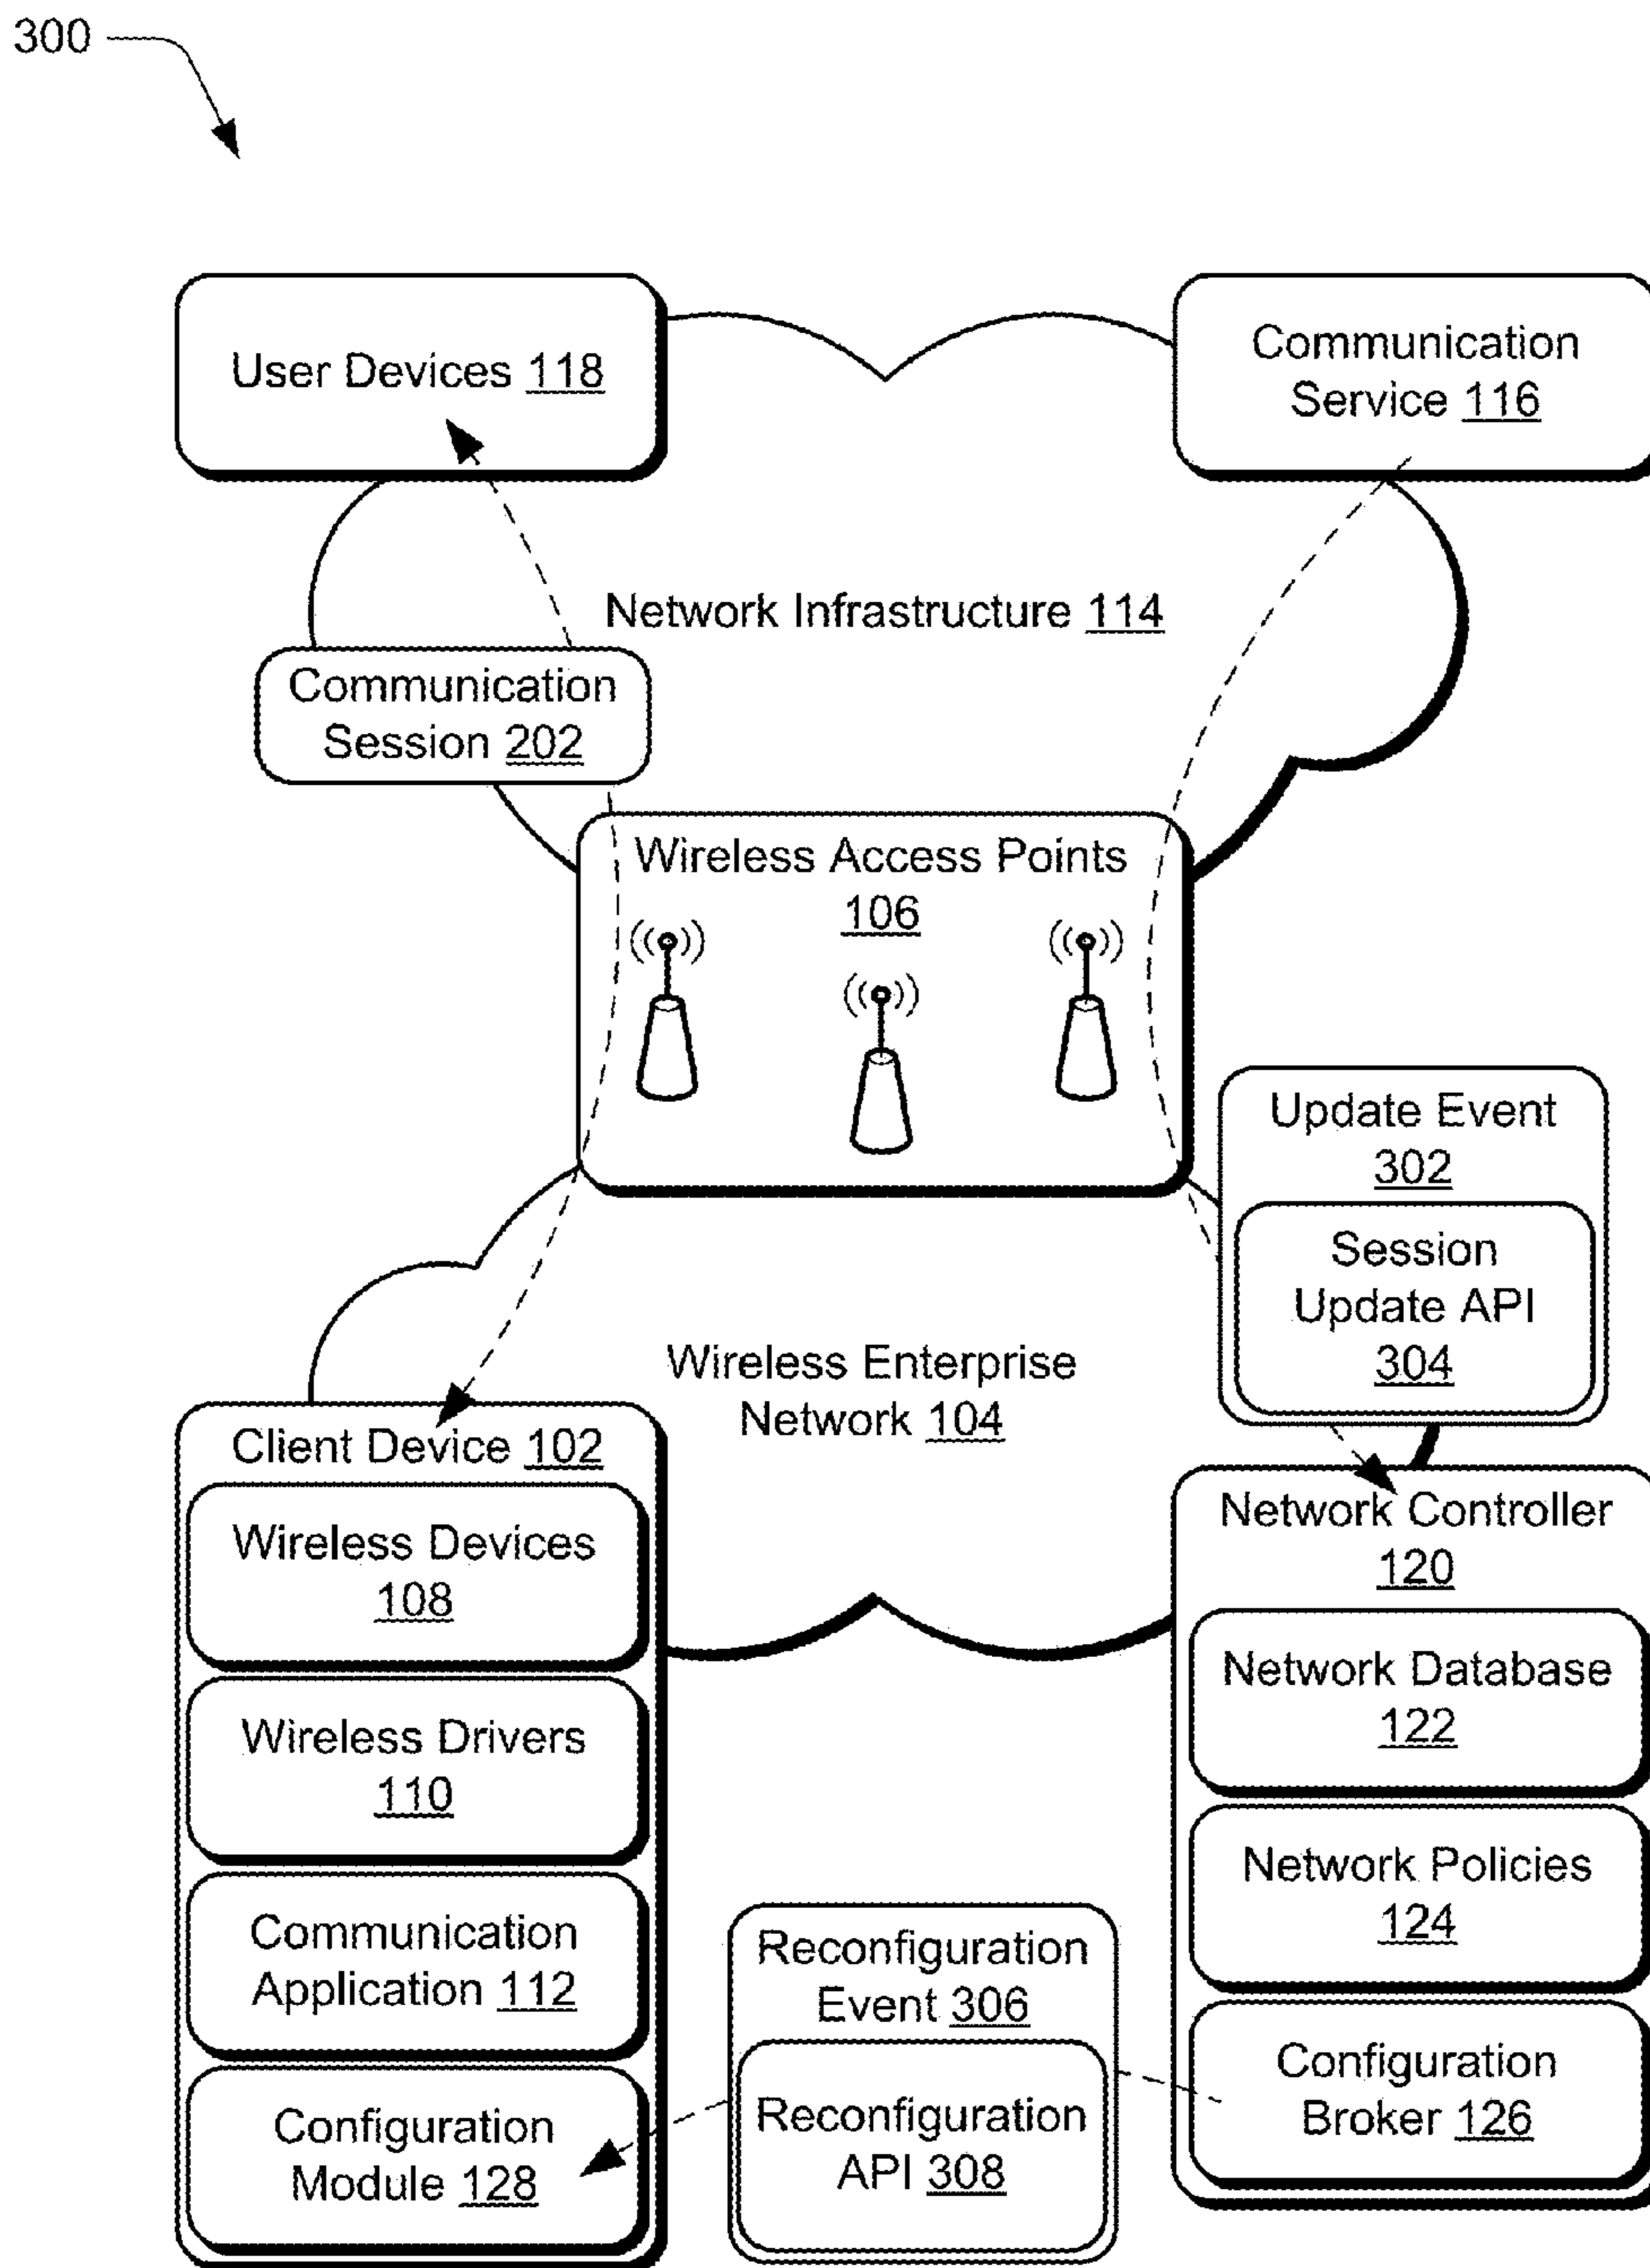 300
User Devices 118
Communication
Service 116
Network Infrastructure 114
Communication
Session 202
Wireless Access Points
106
Update Event
302
Session
Update API
304
Wireless Enterprise
Network 104
Client Device 102
Wireless Devices
108
Wireless Drivers
110
Communication
Application 112
Configuration
Module 128
Reconfiguration
Event 306
Reconfiguration
API 308
Network Controller
120
Network Database
122
Network Policies
124
Configuration
Broker 126